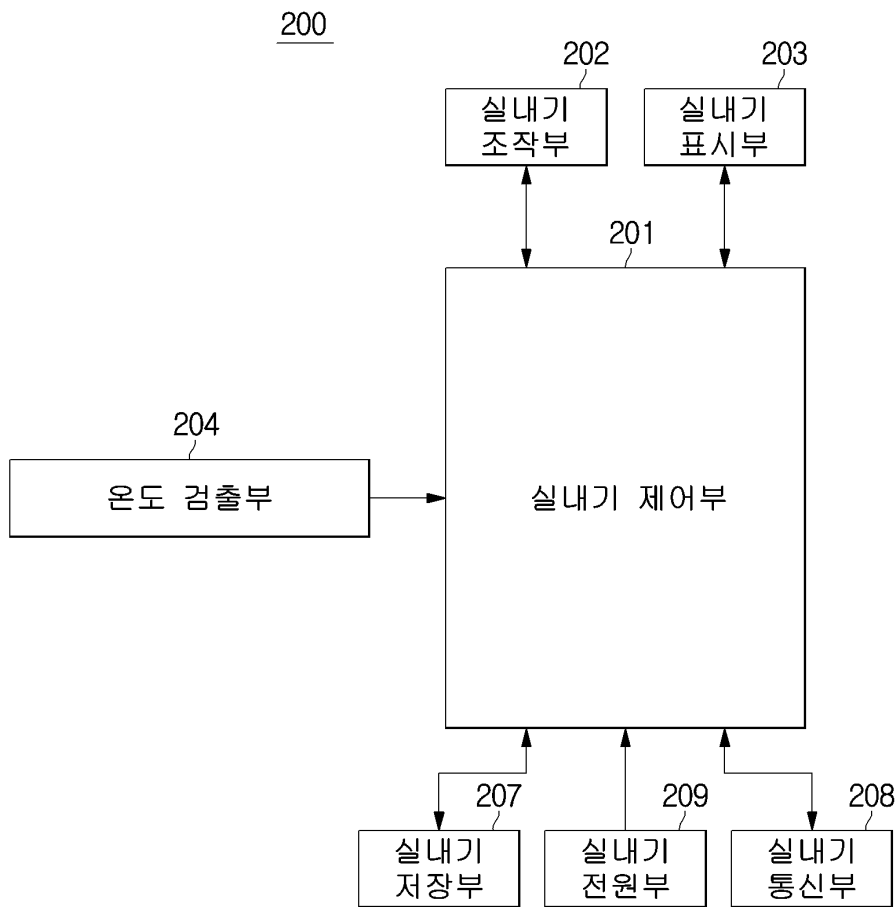 200
202
203
실내기
조작부
실내기
표시부
201
204
온도 검출부
실내기 제어부
207
209
208
실내기
저장부
실내기
전원부
실내기
통신부